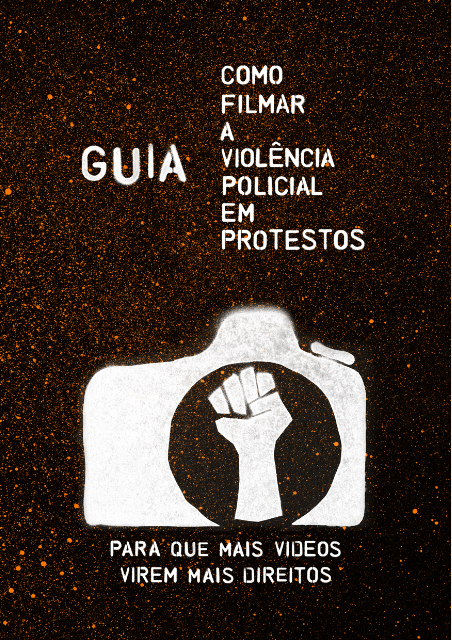 GUIA
COMO
FILMAR
A
VIOLÊNCIA
POLICIAL
EM
PROTESTOS
PARA QUE MAIS VIDEOS
VIREM MAIS DIREITOS